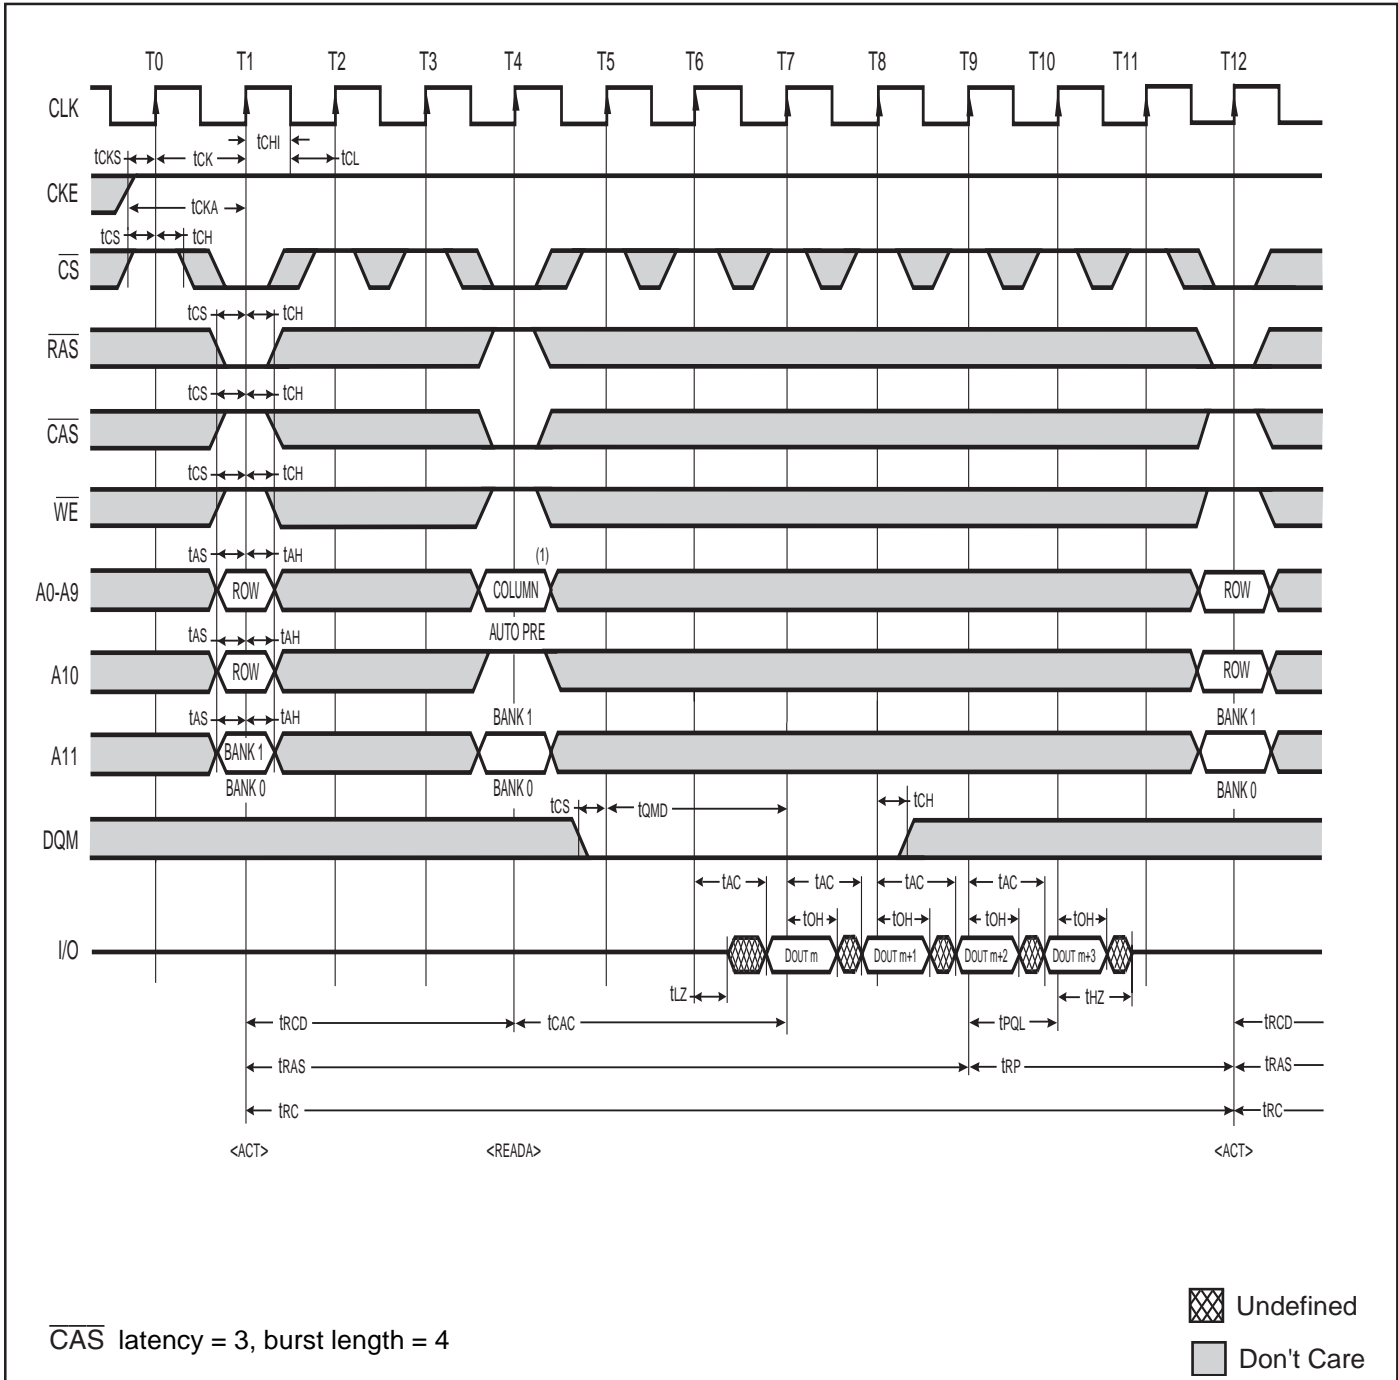 T0 T1 T2 T3 T4 T5 T6 T7 T8 T9 T10 T11 T12
CLK
tCHI
tCKS tCK tCL
CKE
tCKA
tCS tCH
CS
tCS tCH
RAS
tCS tCH
CAS
tCS tCH
WE
tAS tAH (1)
A0-A9 ROW COLUMN ROW
AUTO PRE
tAS tAH
A10 ROW ROW
BANK 1 BANK 1
tAS tAH
A11 BANK 1
BANK 0 BANK 0 BANK 0
tCS tQMD tCH
DQM
tAC tAC tAC tAC
tOH tOH tOH tOH
I/O DOUT m DOUT m+1 DOUT m+2 DOUT m+3
tLZ tHZ
tRCD tCAC tPQL tRCD
tRAS tRP tRAS
tRC tRC
<ACT> <READA> <ACT>
Undefined
CAS latency = 3, burst length = 4
Don't Care